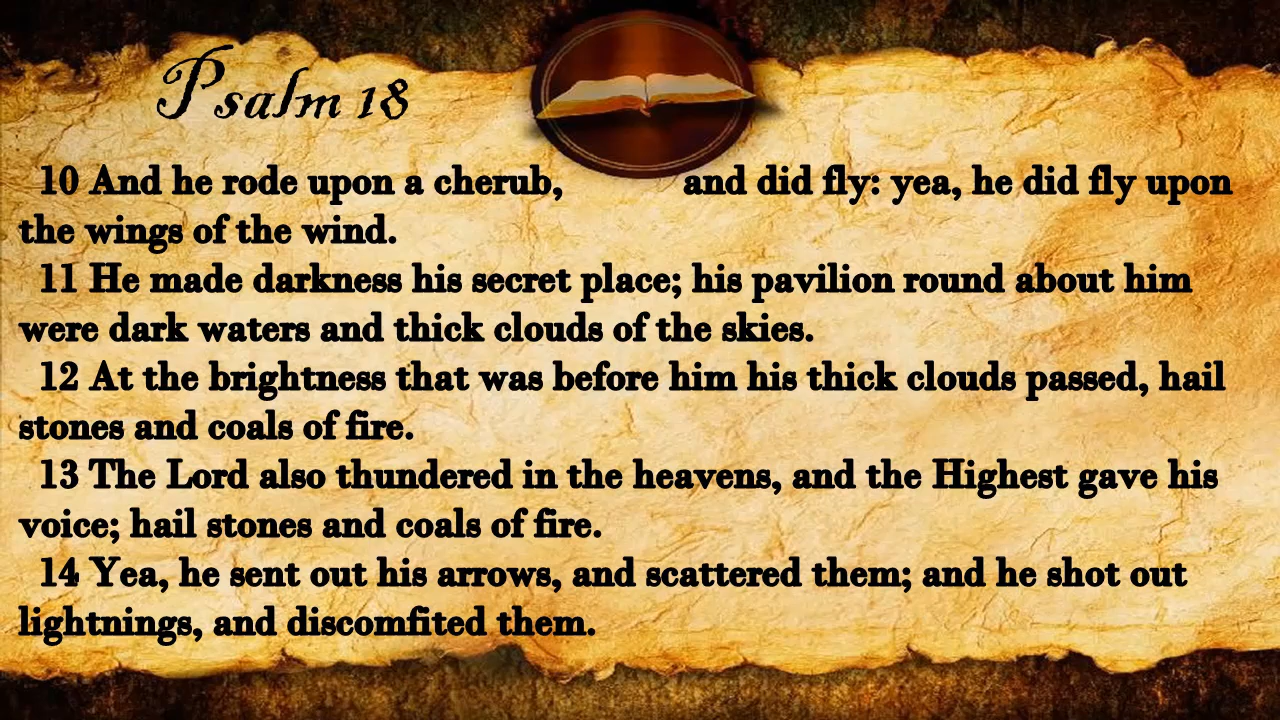 Psalm 18
10 And he rode upon a cherub, and did fly: yea, he did fly upon
the wings of the wind.
11 He made darkness his secret place; his pavilion round about him
were dark waters and thick clouds of the skies.
12 At the brightness that was before him his thick clouds passed, hail
stones and coals of fire.
13 The Lord also thundered in the heavens, and the Highest gave his
voice; hail stones and coals of fire.
14 Yea, he sent out his arrows, and scattered them; and he shot out
lightnings, and discomfited them.